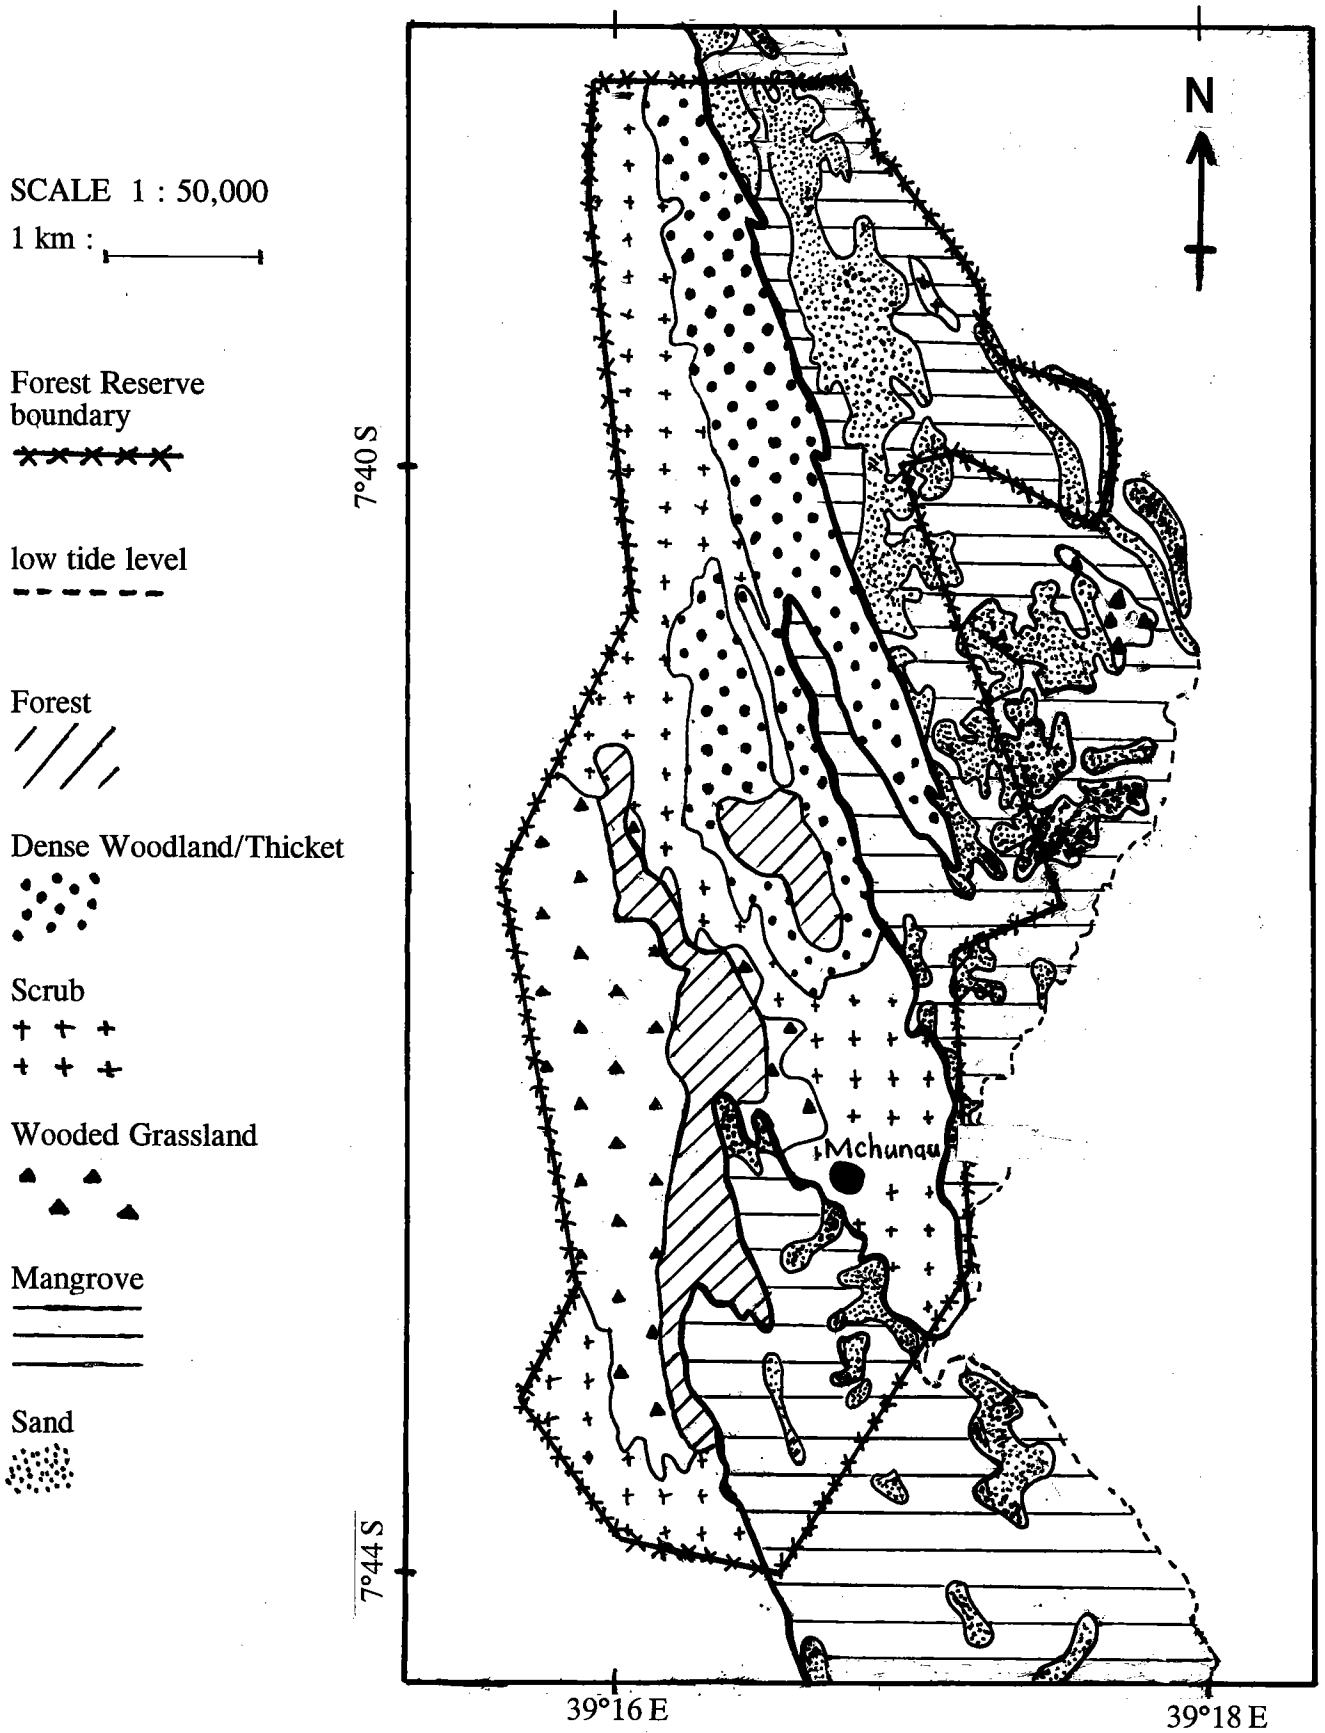 N
SCALE 1 : 50,000
1 km :
Forest Reserve
boundary
7°40 S
low tide level
Forest
Dense Woodland/Thicket
Scrub
Wooded Grassland
Mchungu
Mangrove
Sand
7°44 S
39°16 E
39°18 E